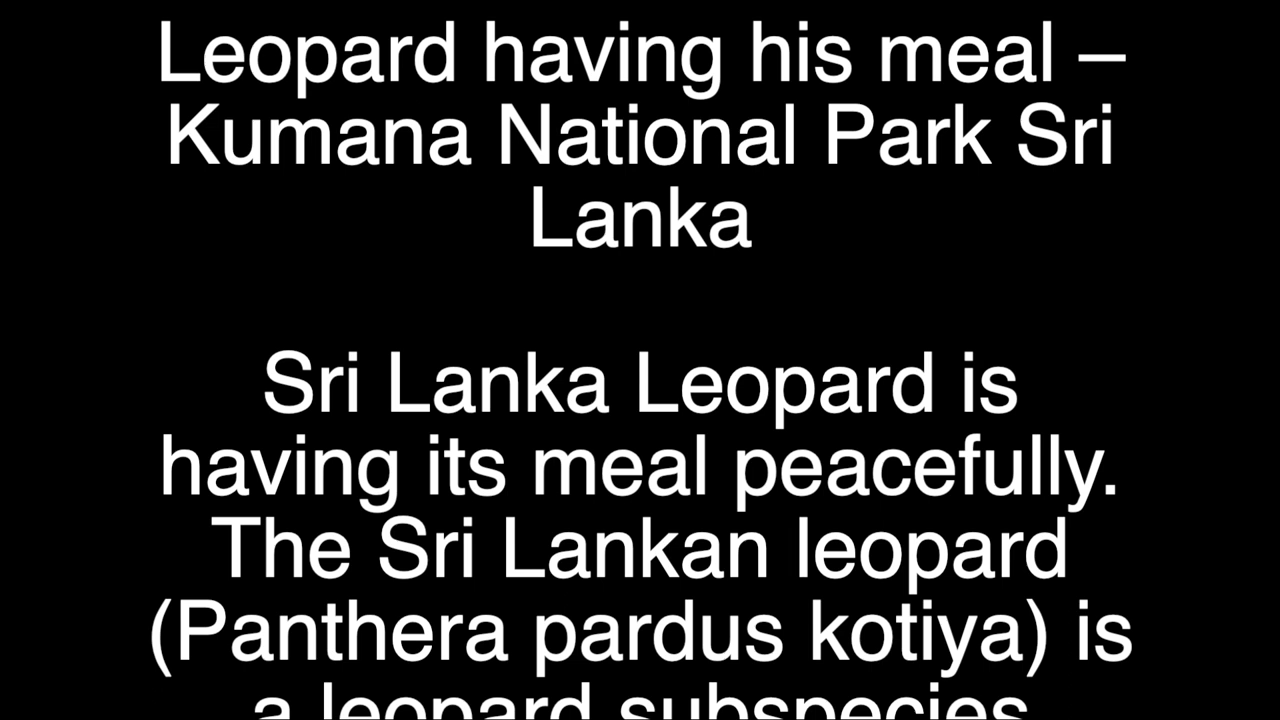 Leopard having his meal –
Kumana National Park Sri
Lanka
Sri Lanka Leopard is
having its meal peacefully.
The Sri Lankan leopard
(Panthera pardus kotiya) is
a leopard subspecies